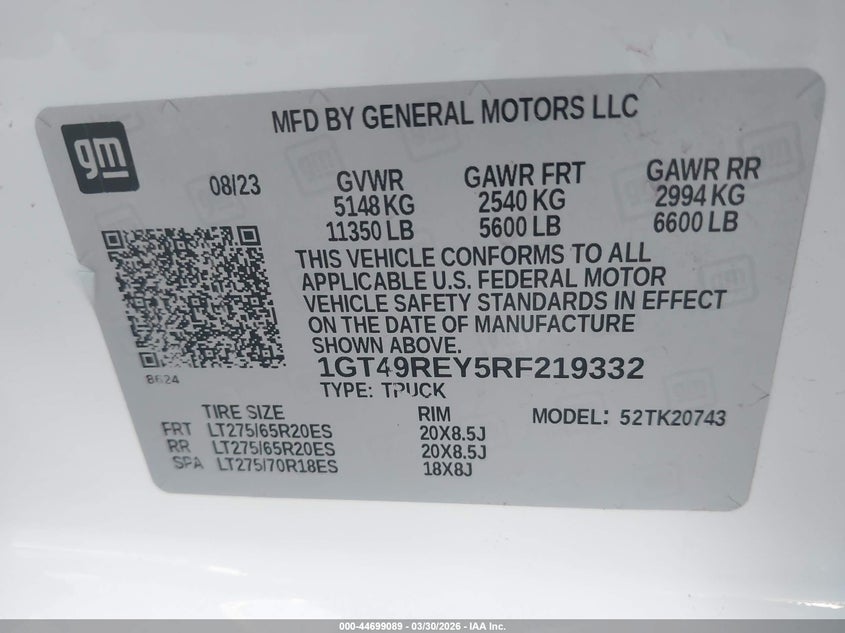 MFD BY GENERAL MOTORS LLC
gm
08/23
GVWR
5148 KG
11350 LB
GAWR FRT
2540 KG
5600 LB
GAWR RR
2994 KG
6600 LB
THIS VEHICLE CONFORMS TO ALL
APPLICABLE U.S. FEDERAL MOTOR
VEHICLE SAFETY STANDARDS IN EFFECT
ON THE DATE OF MANUFACTURE
SHOWN ABOVE.
8624
1GT49REY5RF219332
TYPE: TRUCK
TIRE SIZE RIM MODEL: 52TK20743
FRT LT275/65R20ES 20X8.5J
RR LT275/65R20ES 20X8.5J
SPA LT275/70R18ES 18X8J
000-44699089 - 03/30/2026 - IAA Inc.